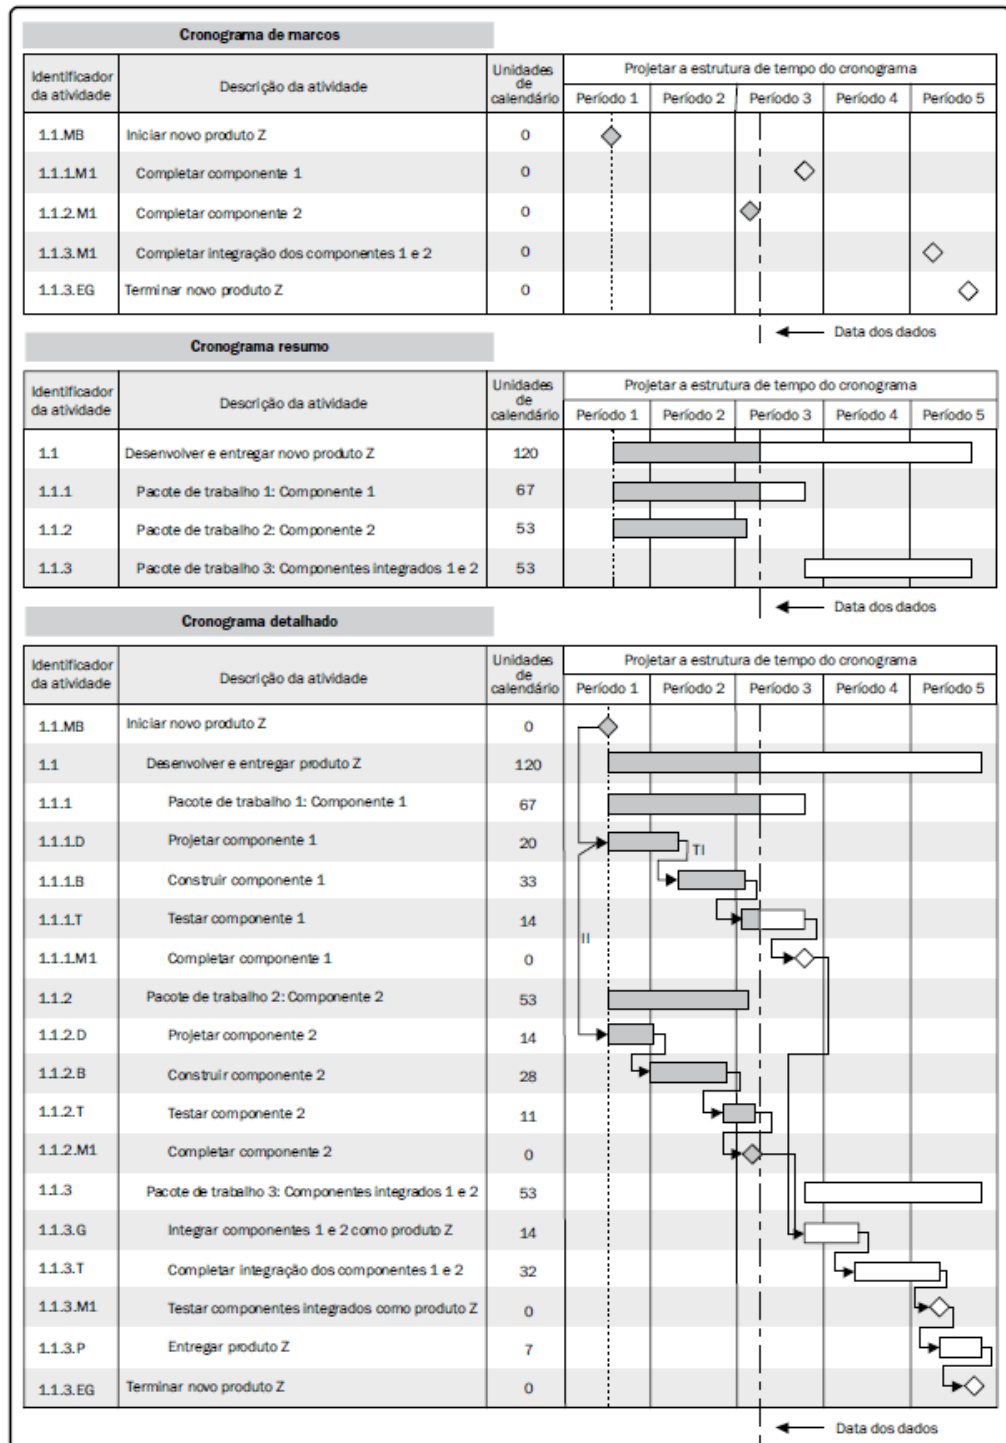 Cronograma de marcos
Identificador da atividade Descrição da atividade Unidades de calendário Projetar a estrutura de tempo do cronograma
Período 1 Período 2 Período 3 Período 4 Período 5
1.1.MB Iniciar novo produto Z 0
1.1.1.M1 Completar componente 1 0
1.1.2.M1 Completar componente 2 0
1.1.3.M1 Completar integração dos componentes 1 e 2 0
1.1.3.EG Terminar novo produto Z 0
Data dos dados
Cronograma resumo
Identificador da atividade Descrição da atividade Unidades de calendário Projetar a estrutura de tempo do cronograma
Período 1 Período 2 Período 3 Período 4 Período 5
1.1 Desenvolver e entregar novo produto Z 120
1.1.1 Pacote de trabalho 1: Componente 1 67
1.1.2 Pacote de trabalho 2: Componente 2 53
1.1.3 Pacote de trabalho 3: Componentes integrados 1 e 2 53
Data dos dados
Cronograma detalhado
Identificador da atividade Descrição da atividade Unidades de calendário Projetar a estrutura de tempo do cronograma
Período 1 Período 2 Período 3 Período 4 Período 5
1.1.MB Iniciar novo produto Z 0
1.1 Desenvolver e entregar produto Z 120
1.1.1 Pacote de trabalho 1: Componente 1 67
1.1.1.D Projetar componente 1 20
TI
1.1.1.B Construir componente 1 33
1.1.1.T Testar componente 1 14
II
1.1.1.M1 Completar componente 1 0
1.1.2 Pacote de trabalho 2: Componente 2 53
1.1.2.D Projetar componente 2 14
1.1.2.B Construir componente 2 28
1.1.2.T Testar componente 2 11
1.1.2.M1 Completar componente 2 0
1.1.3 Pacote de trabalho 3: Componentes integrados 1 e 2 53
1.1.3.G Integrar componentes 1 e 2 como produto Z 14
1.1.3.T Completar integração dos componentes 1 e 2 32
1.1.3.M1 Testar componentes integrados como produto Z 0
1.1.3.P Entregar produto Z 7
1.1.3.EG Terminar novo produto Z 0
Data dos dados